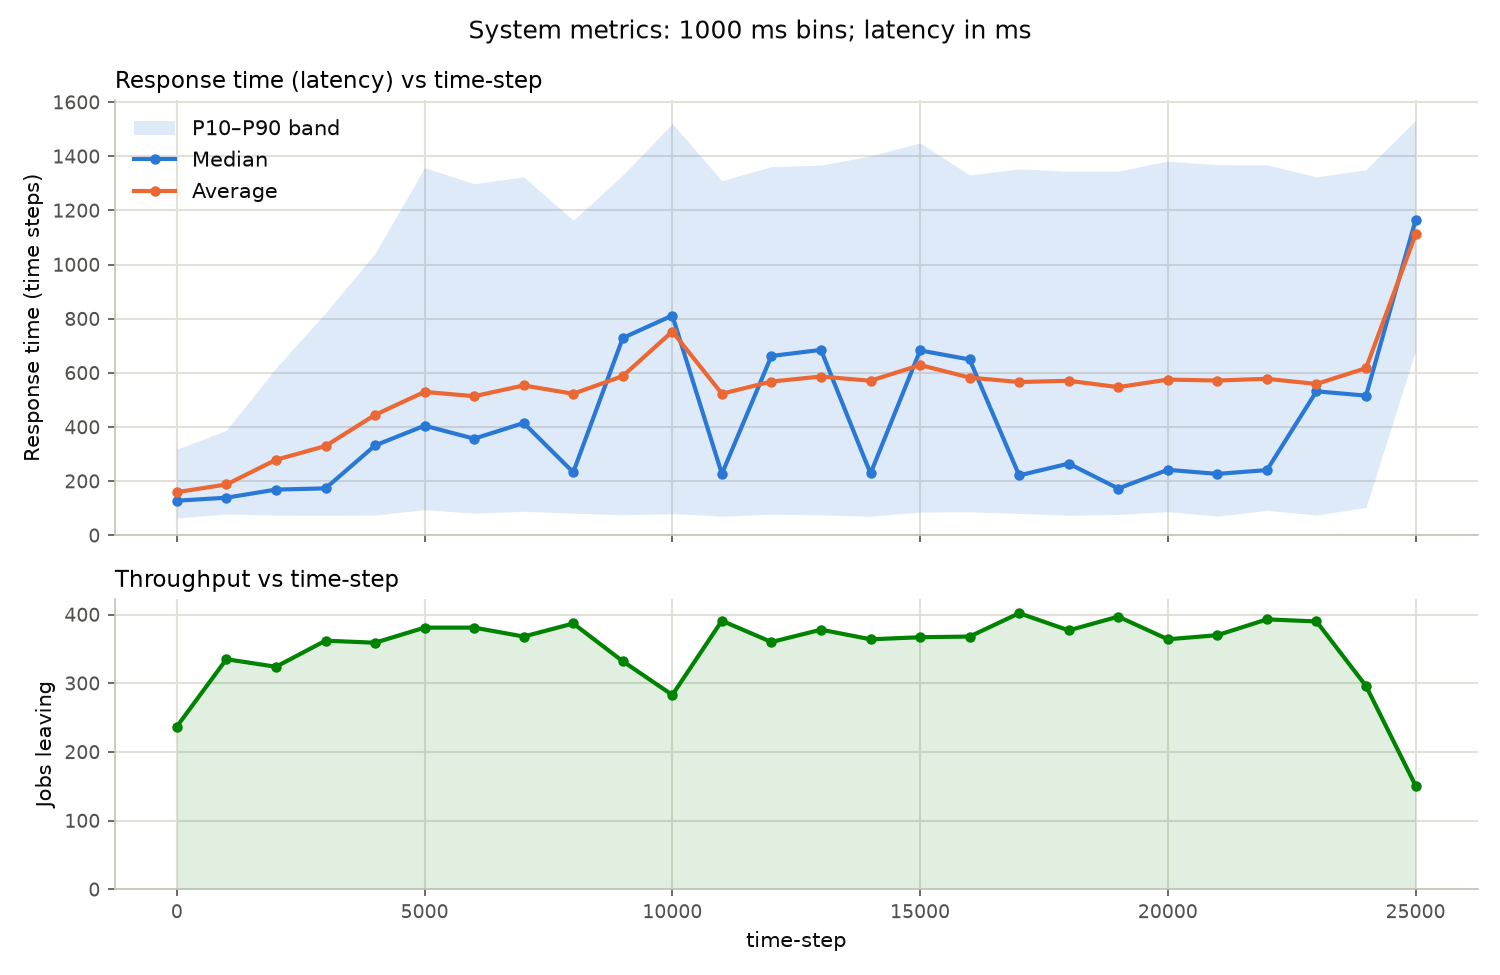 System metrics: 1000 ms bins; latency in ms
Response time (latency) vs time-step
Response time (time steps)
1600
1400
1200
1000
800
600
400
200
0
P10–P90 band
Median
Average
Throughput vs time-step
Jobs leaving
400
300
200
100
0
0 5000 10000 15000 20000 25000
time-step